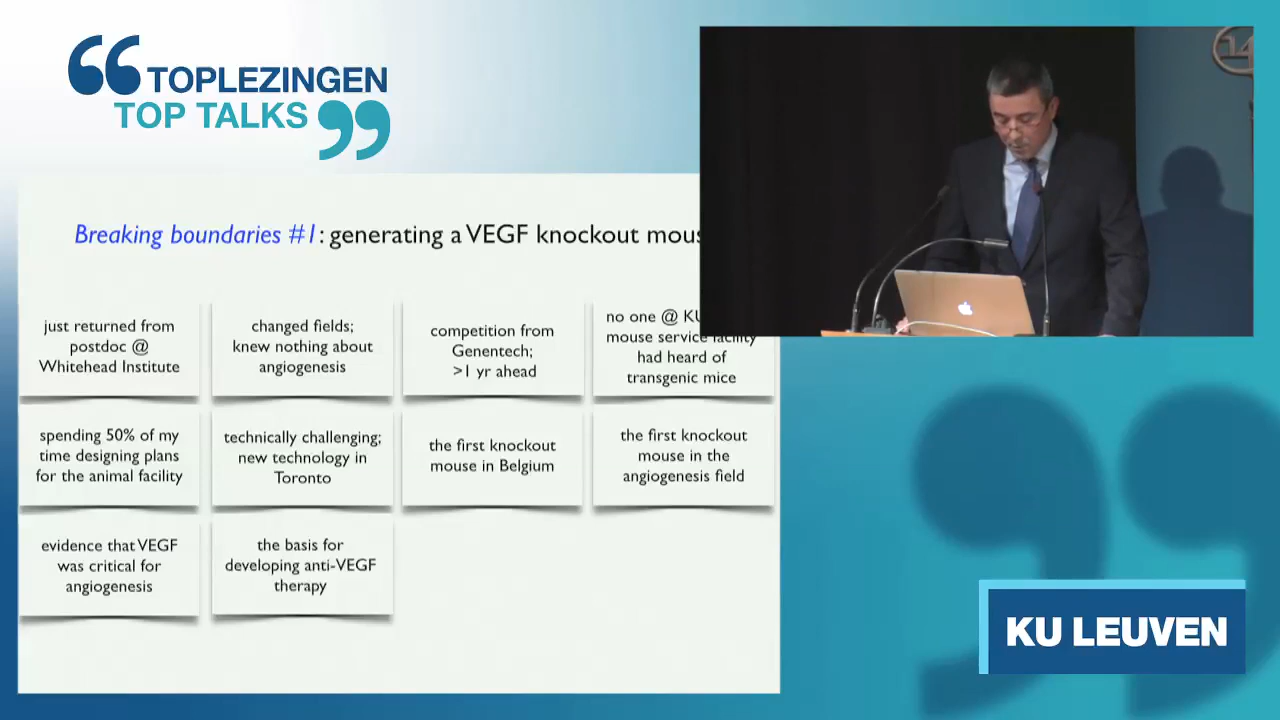 TOPLEZINGEN
TOP TALKS
Breaking boundaries #1: generating a VEGF knockout
just returned from
postdoc @
Whitehead Institute
changed fields;
knew nothing about
angiogenesis
competition from
Genentech;
>1 yr ahead
no one @
mouse service facility
had heard of
transgenic mice
spending 50% of my
time designing plans
for the animal facility
technically challenging;
new technology in
Toronto
the first knockout
mouse in Belgium
the first knockout
mouse in the
angiogenesis field
evidence that VEGF
was critical for
angiogenesis
the basis for
developing anti-VEGF
therapy
14
KU LEUVEN